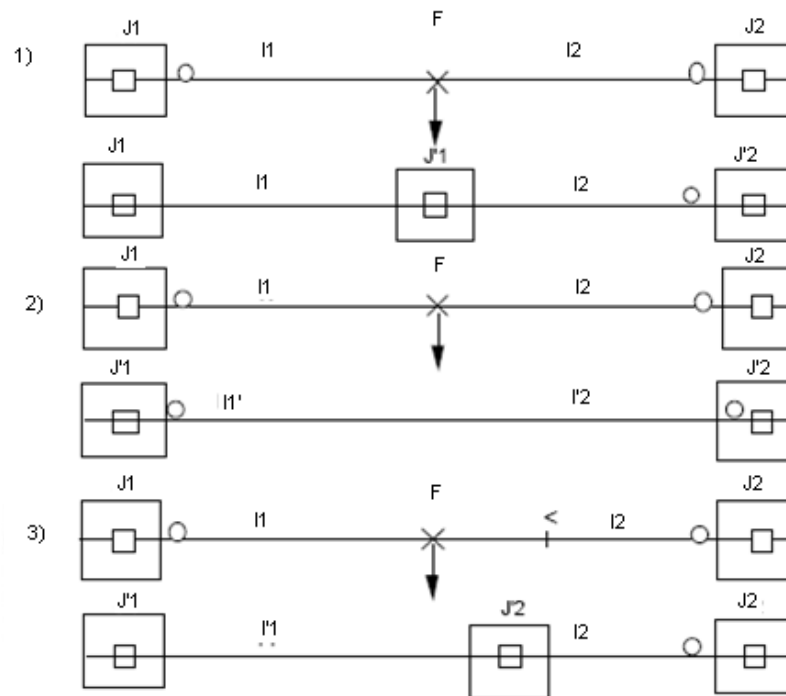 J1 F J2
1) I1 I2
J1 J'1 J'2
I1 I2
J1 F J2
2) I1 I2
J'1 J'2
I1' I'2
J1 F J2
3) I1 < I2
J'1 J'2 J2
I'1 I2